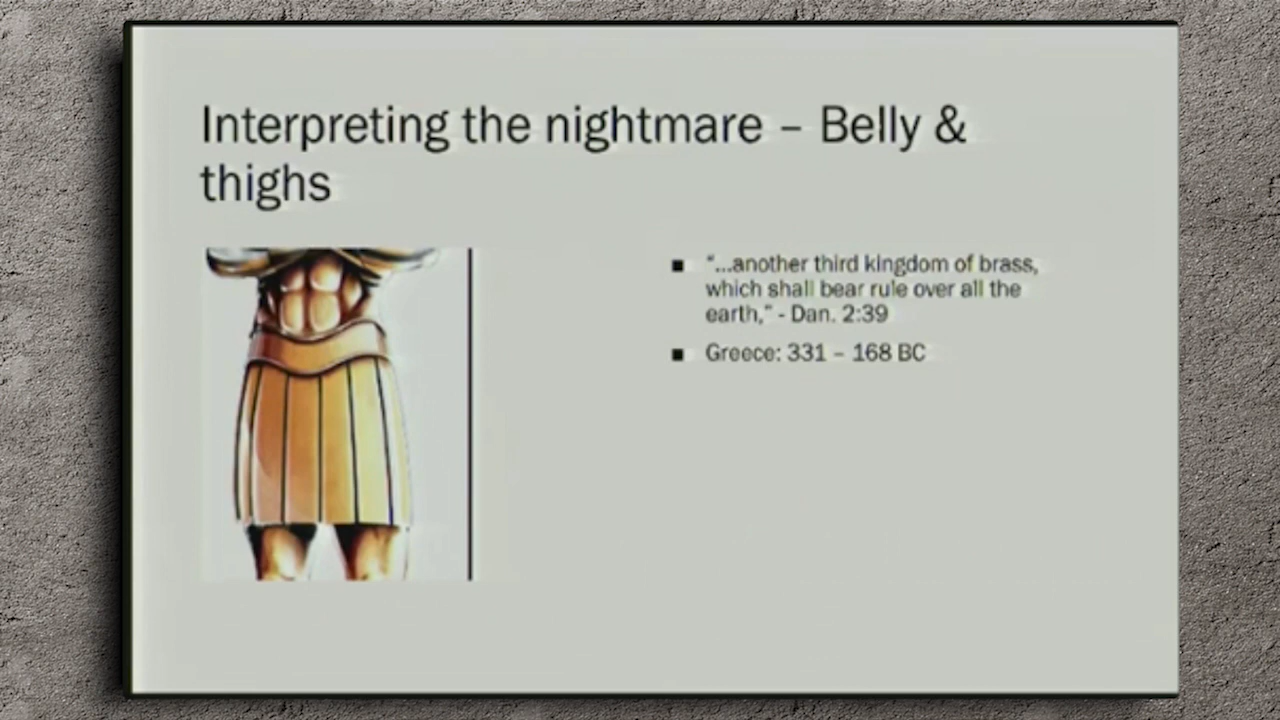 Interpreting the nightmare – Belly &
thighs
■ "...another third kingdom of brass,
which shall bear rule over all the
earth," - Dan. 2:39
■ Greece: 331 – 168 BC